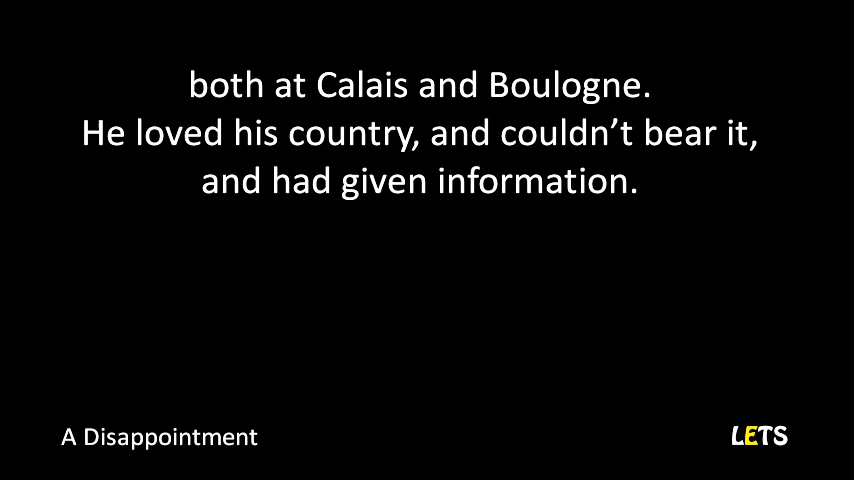 both at Calais and Boulogne.
He loved his country, and couldn’t bear it,
and had given information.
A Disappointment
LETS